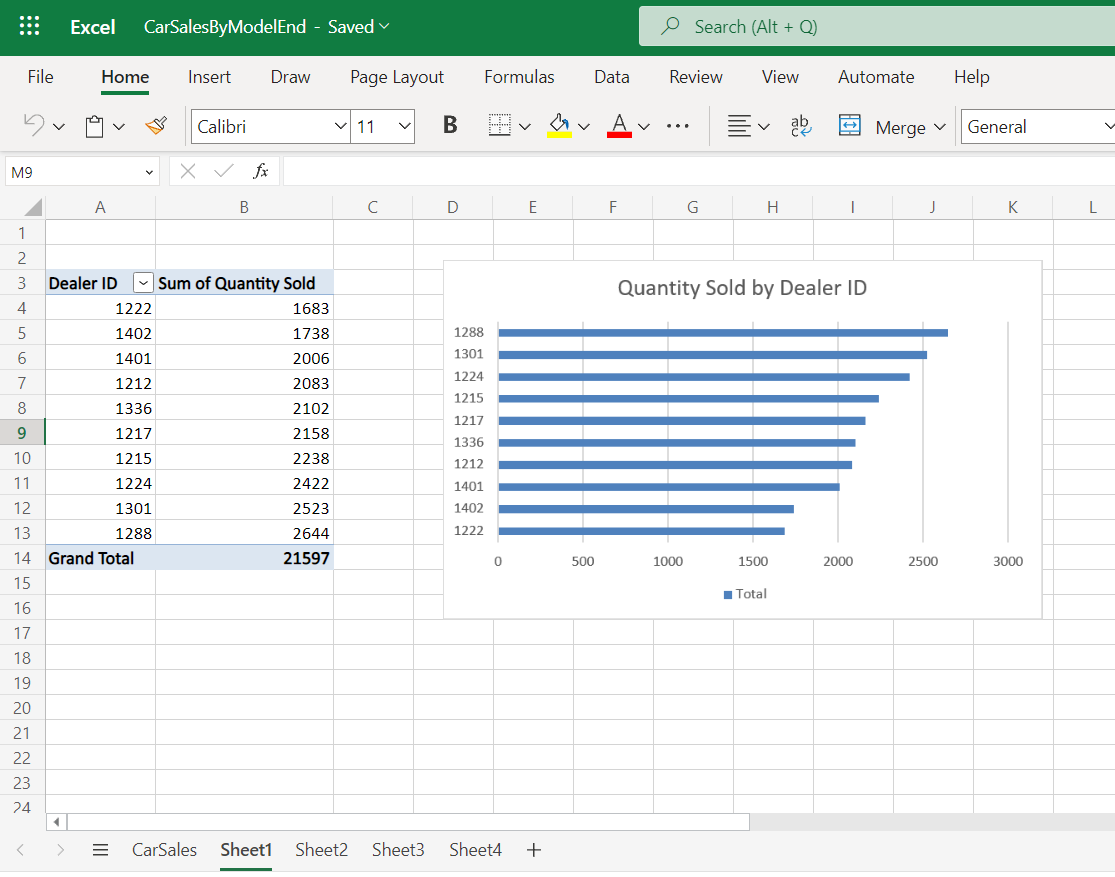 Excel CarSalesByModelEnd - Saved Search (Alt + Q)
File Home Insert Draw Page Layout Formulas Data Review View Automate Help
Calibri 11 B A ab c Merge General
M9 fx
A B C D E F G H I J K L
1
2
3 Dealer ID Sum of Quantity Sold
4 1222 1683
5 1402 1738
6 1401 2006
7 1212 2083
8 1336 2102
9 1217 2158
10 1215 2238
11 1224 2422
12 1301 2523
13 1288 2644
14 Grand Total 21597
15
16
17
18
19
20
21
22
23
24
Quantity Sold by Dealer ID
1288
1301
1224
1215
1217
1336
1212
1401
1402
1222
0 500 1000 1500 2000 2500 3000
Total
CarSales Sheet1 Sheet2 Sheet3 Sheet4 +